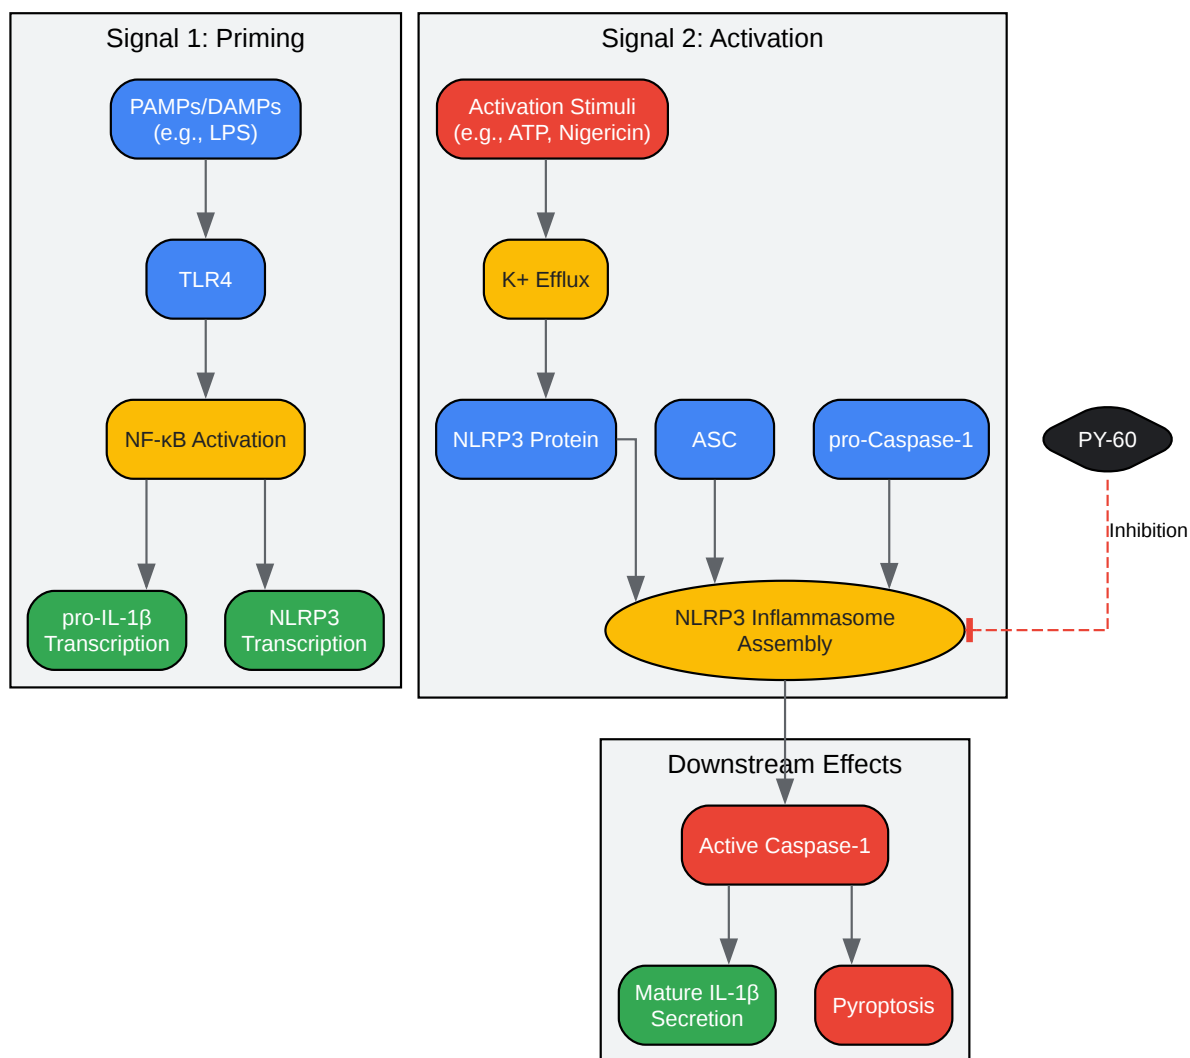 Signal 1: Priming
PAMPs/DAMPs
(e.g., LPS)
TLR4
NF-κB Activation
pro-IL-1β
Transcription
NLRP3
Transcription
Signal 2: Activation
Activation Stimuli
(e.g., ATP, Nigericin)
K+ Efflux
NLRP3 Protein
ASC
pro-Caspase-1
NLRP3 Inflammasome
Assembly
PY-60
Inhibition
Downstream Effects
Active Caspase-1
Mature IL-1β
Secretion
Pyroptosis